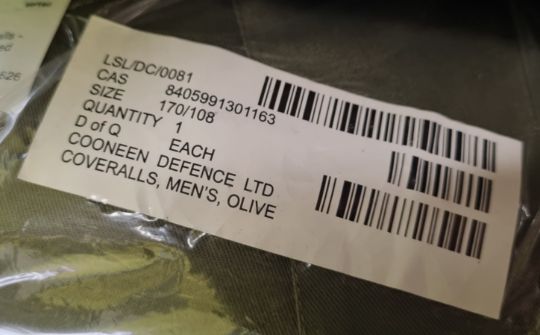 LSL/DC/0081
CAS 8405991301163
SIZE 170/108
QUANTITY 1
D of Q EACH
COONEEN DEFENCE LTD
COVERALLS, MEN'S, OLIVE